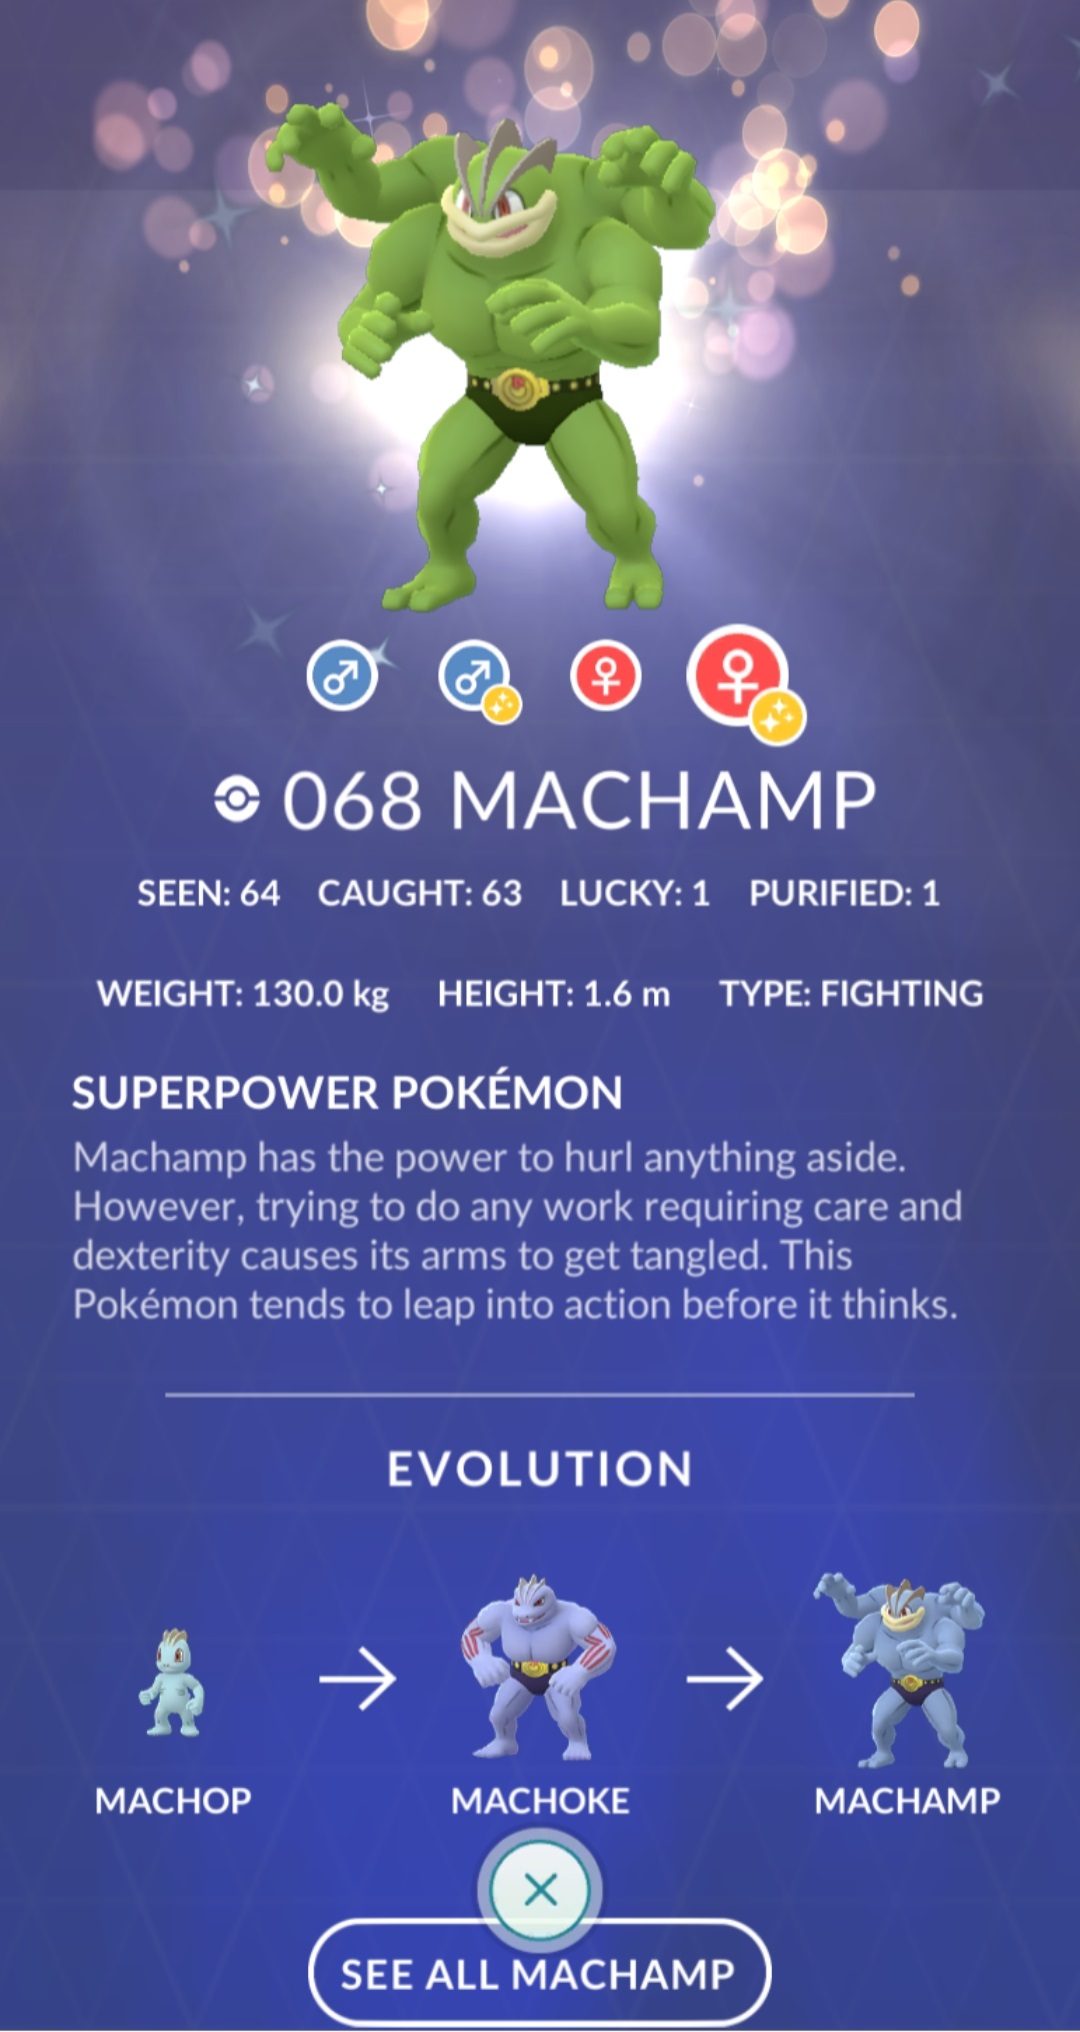 068 MACHAMP
SEEN: 64 CAUGHT: 63 LUCKY: 1 PURIFIED: 1
WEIGHT: 130.0 kg HEIGHT: 1.6 m TYPE: FIGHTING
SUPERPOWER POKÉMON
Machamp has the power to hurl anything aside.
However, trying to do any work requiring care and
dexterity causes its arms to get tangled. This
Pokémon tends to leap into action before it thinks.
EVOLUTION
MACHOP MACHOKE MACHAMP
SEE ALL MACHAMP